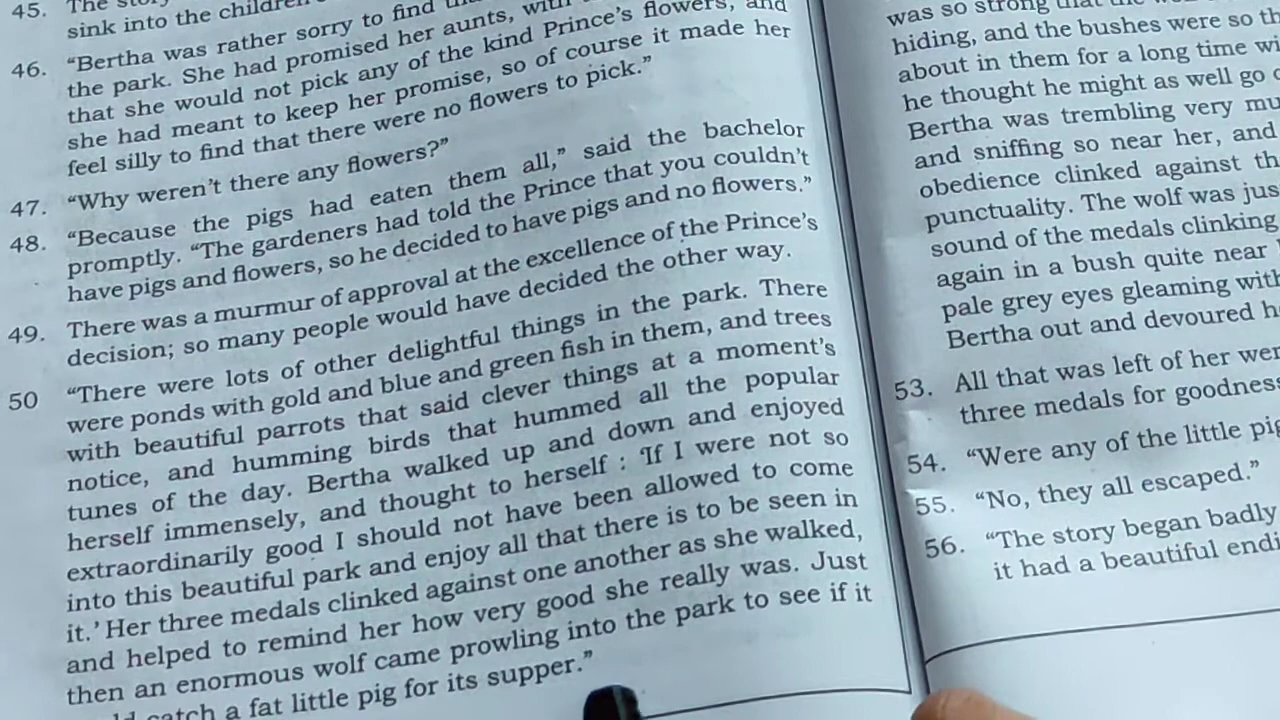 45. The story
sink into the children
46. “Bertha was rather sorry to find
the park. She had promised her aunts, with
that she would not pick any of the kind Prince’s flowers, and
she had meant to keep her promise, so of course it made her
feel silly to find that there were no flowers to pick.”
47. “Why weren’t there any flowers?”
48. “Because the pigs had eaten them all,” said the bachelor
promptly. “The gardeners had told the Prince that you couldn’t
have pigs and flowers, so he decided to have pigs and no flowers.”
49. There was a murmur of approval at the excellence of the Prince’s
decision; so many people would have decided the other way.
50 “There were lots of other delightful things in the park. There
were ponds with gold and blue and green fish in them, and trees
with beautiful parrots that said clever things at a moment’s
notice, and humming birds that hummed all the popular
tunes of the day. Bertha walked up and down and enjoyed
herself immensely, and thought to herself : ‘If I were not so
extraordinarily good I should not have been allowed to come
into this beautiful park and enjoy all that there is to be seen in
it.’ Her three medals clinked against one another as she walked,
and helped to remind her how very good she really was. Just
then an enormous wolf came prowling into the park to see if it
catch a fat little pig for its supper.”
was so strong that the
hiding, and the bushes were so
about in them for a long time
he thought he might as well go
Bertha was trembling very
and sniffing so near her, and
obedience clinked against
punctuality. The wolf was
sound of the medals clinking
again in a bush quite near
pale grey eyes gleaming
Bertha out and devoured
53. All that was left of her
three medals for goodness
54. “Were any of the little
55. “No, they all escaped.”
56. “The story began badly
it had a beautiful